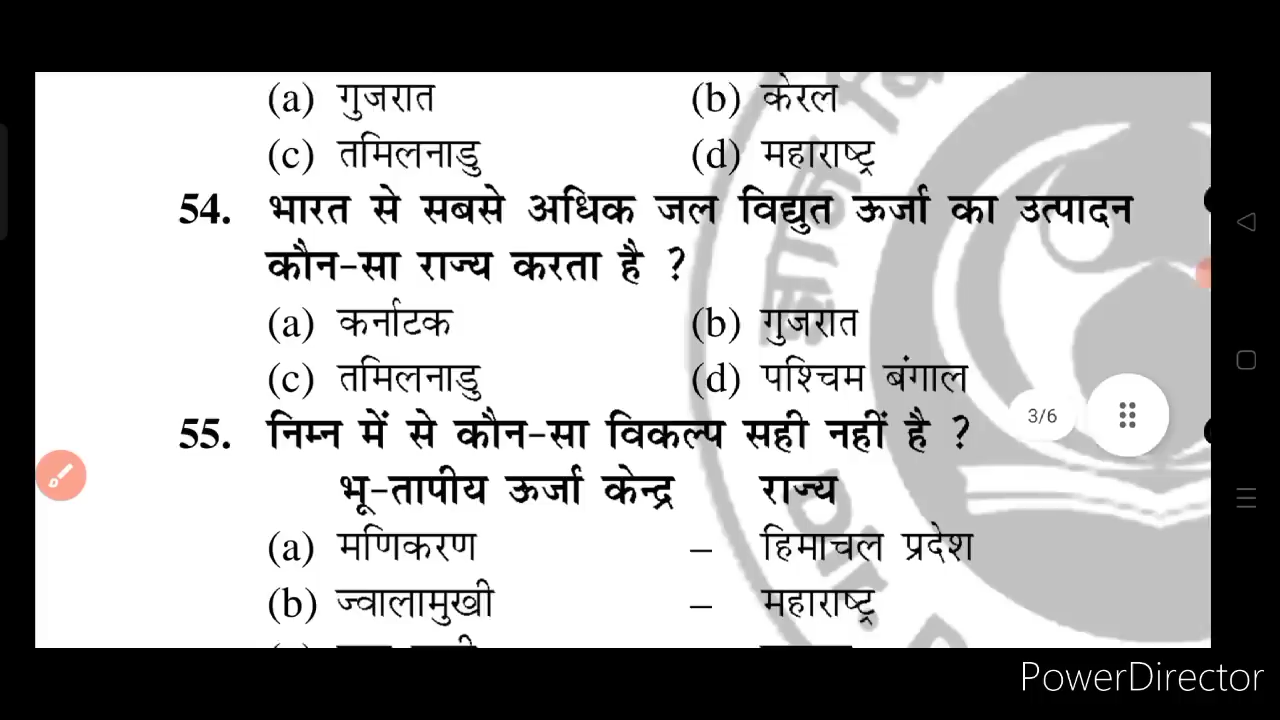 (a) गुजरात (b) केरल
(c) तमिलनाडु (d) महाराष्ट्र
54. भारत से सबसे अधिक जल विद्युत ऊर्जा का उत्पादन
कौन-सा राज्य करता है ?
(a) कर्नाटक (b) गुजरात
(c) तमिलनाडु (d) पश्चिम बंगाल
3/6
55. निम्न में से कौन-सा विकल्प सही नहीं है ?
भू-तापीय ऊर्जा केन्द्र राज्य
(a) मणिकरण – हिमाचल प्रदेश
(b) ज्वालामुखी – महाराष्ट्र
PowerDirector